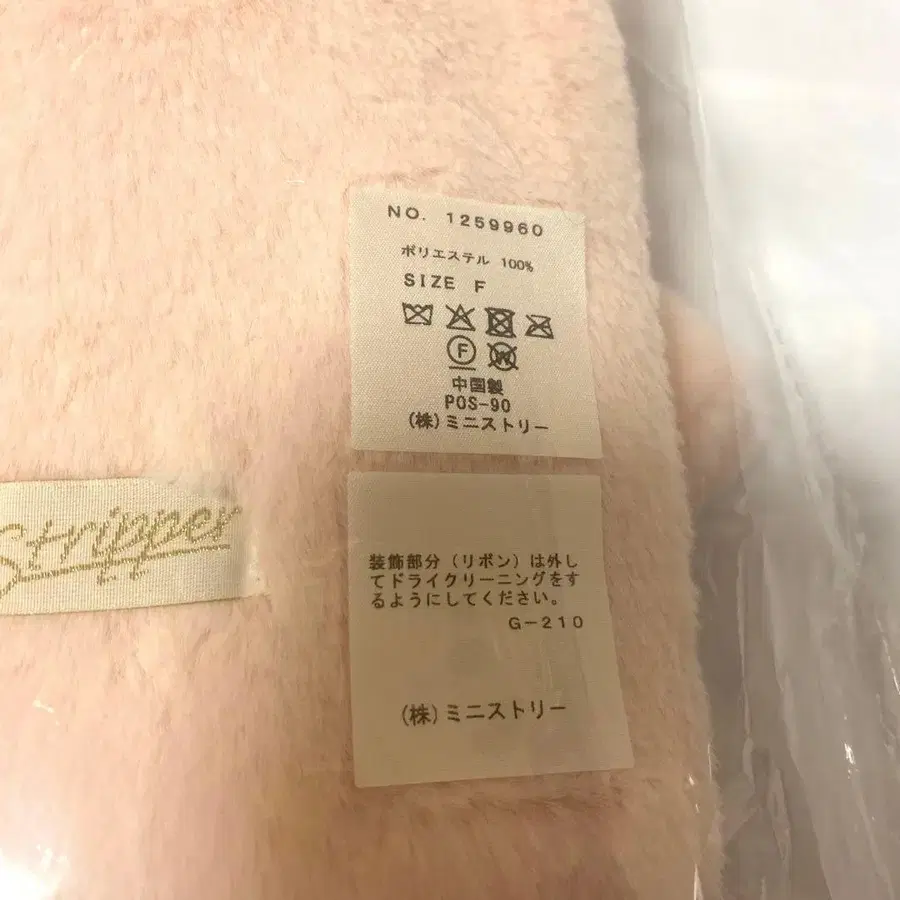 NO. 1259960
ポリエステル 100%
SIZE F
F
W
中国製
POS-90
(株)ミニストリー
Stripper
装飾部分(リボン)は外し
てドライクリーニングをす
るようにしてください。
G-210
(株)ミニストリー